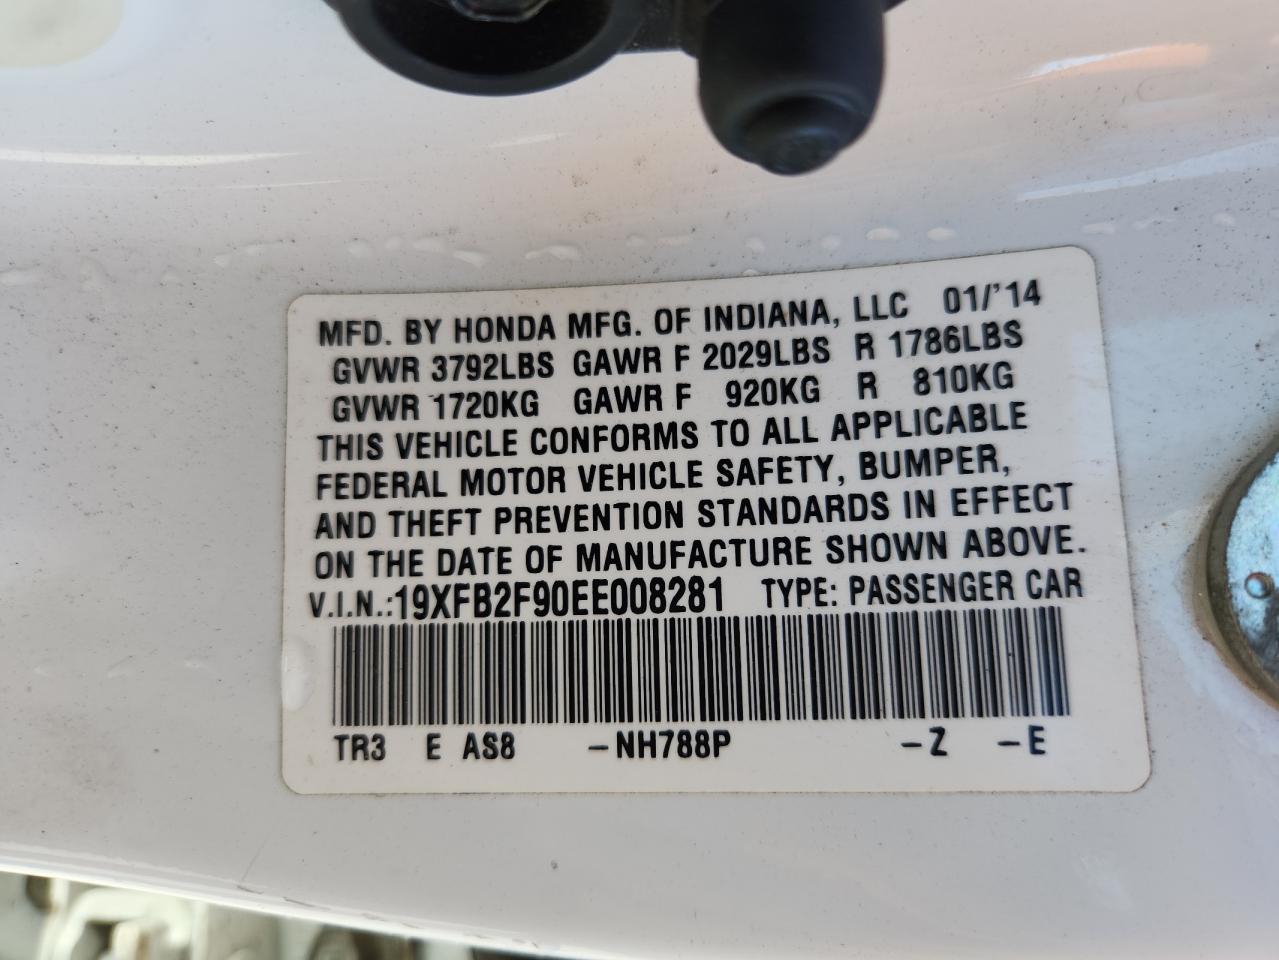 MFD. BY HONDA MFG. OF INDIANA, LLC 01/'14
GVWR 3792LBS GAWR F 2029LBS R 1786LBS
GVWR 1720KG GAWR F 920KG R 810KG
THIS VEHICLE CONFORMS TO ALL APPLICABLE
FEDERAL MOTOR VEHICLE SAFETY, BUMPER,
AND THEFT PREVENTION STANDARDS IN EFFECT
ON THE DATE OF MANUFACTURE SHOWN ABOVE.
V.I.N.:19XFB2F90EE008281 TYPE: PASSENGER CAR
TR3 E AS8 -NH788P -Z -E